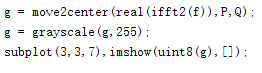 g = move2center(real(ifft2(f)),P,Q);
g = grayscale(g,255);
subplot(3,3,7),imshow(uint8(g),[]);